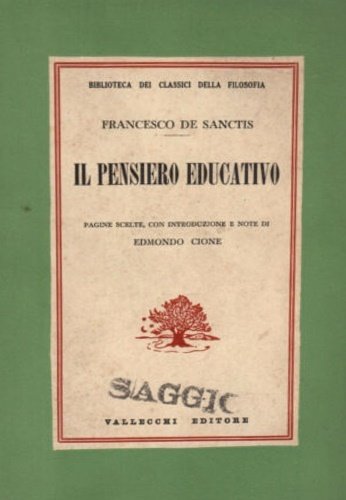 BIBLIOTECA DEI CLASSICI DELLA FILOSOFIA
FRANCESCO DE SANCTIS
IL PENSIERO EDUCATIVO
PAGINE SCELTE, CON INTRODUZIONE E NOTE DI
EDMONDO CIONE
SAGGIO
VALLECCHI EDITORE